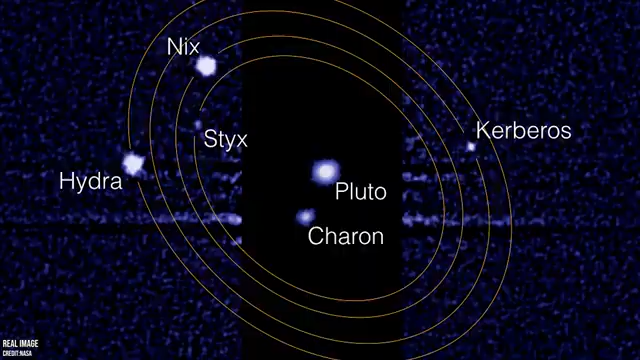 Nix
Styx
Kerberos
Hydra
Pluto
Charon
REAL IMAGE
CREDIT:NASA